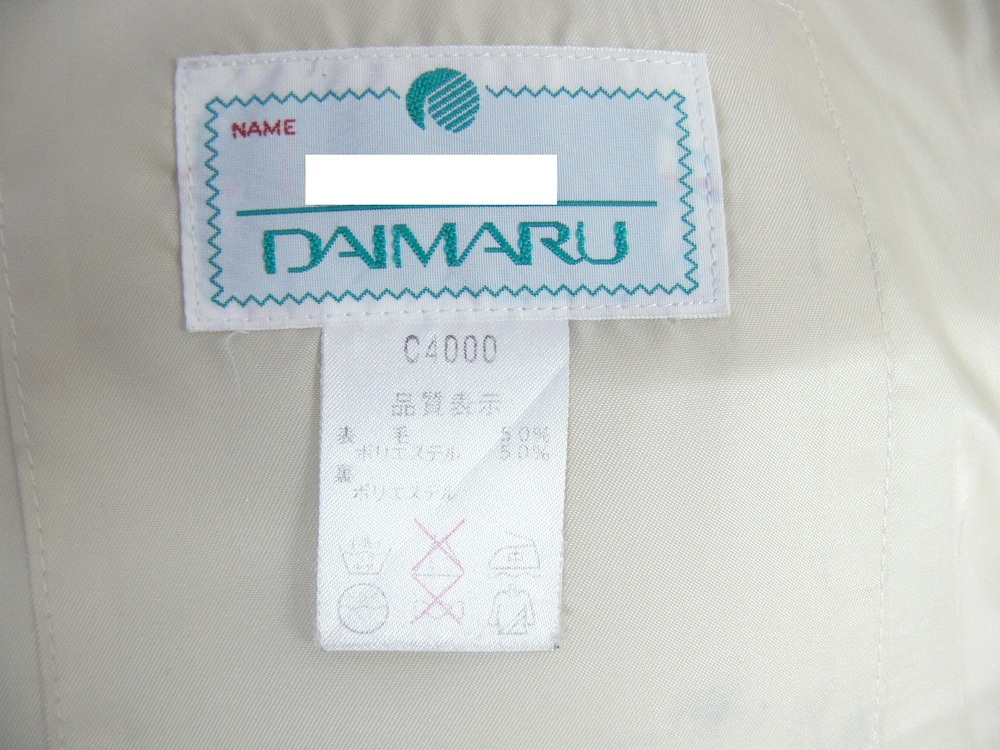 NAME
DAIMARU
C4000
品質表示
表 毛 50%
ポリエステル 50%
裏
ポリエステル